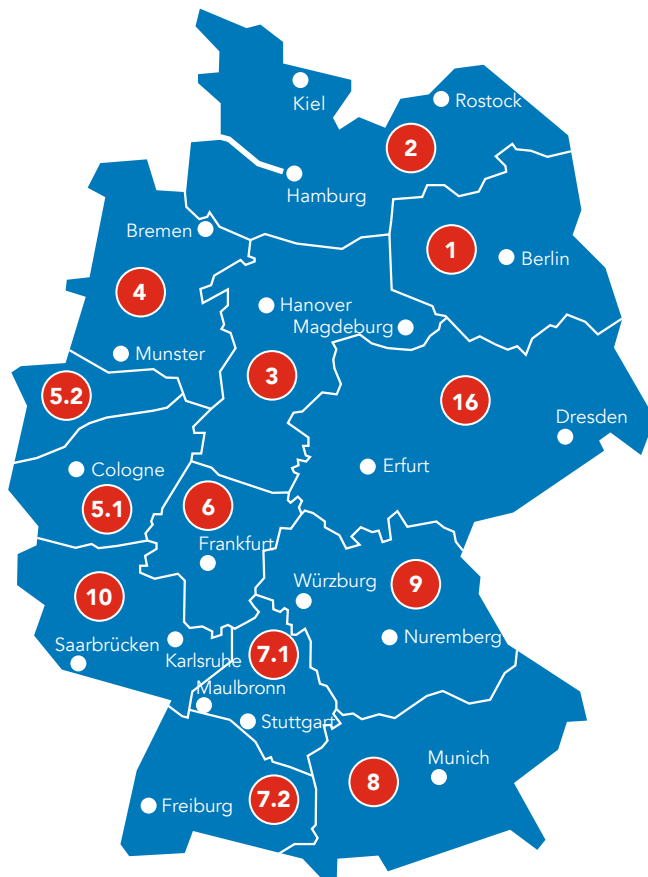 Kiel
Rostock
2
Hamburg
Bremen
1
Berlin
4
Hanover
Magdeburg
Munster
3
5.2
16
Dresden
Cologne
Erfurt
5.1
6
Frankfurt
Würzburg
9
10
Saarbrücken
Karlsruhe
7.1
Nuremberg
Maulbronn
Stuttgart
Munich
8
Freiburg
7.2